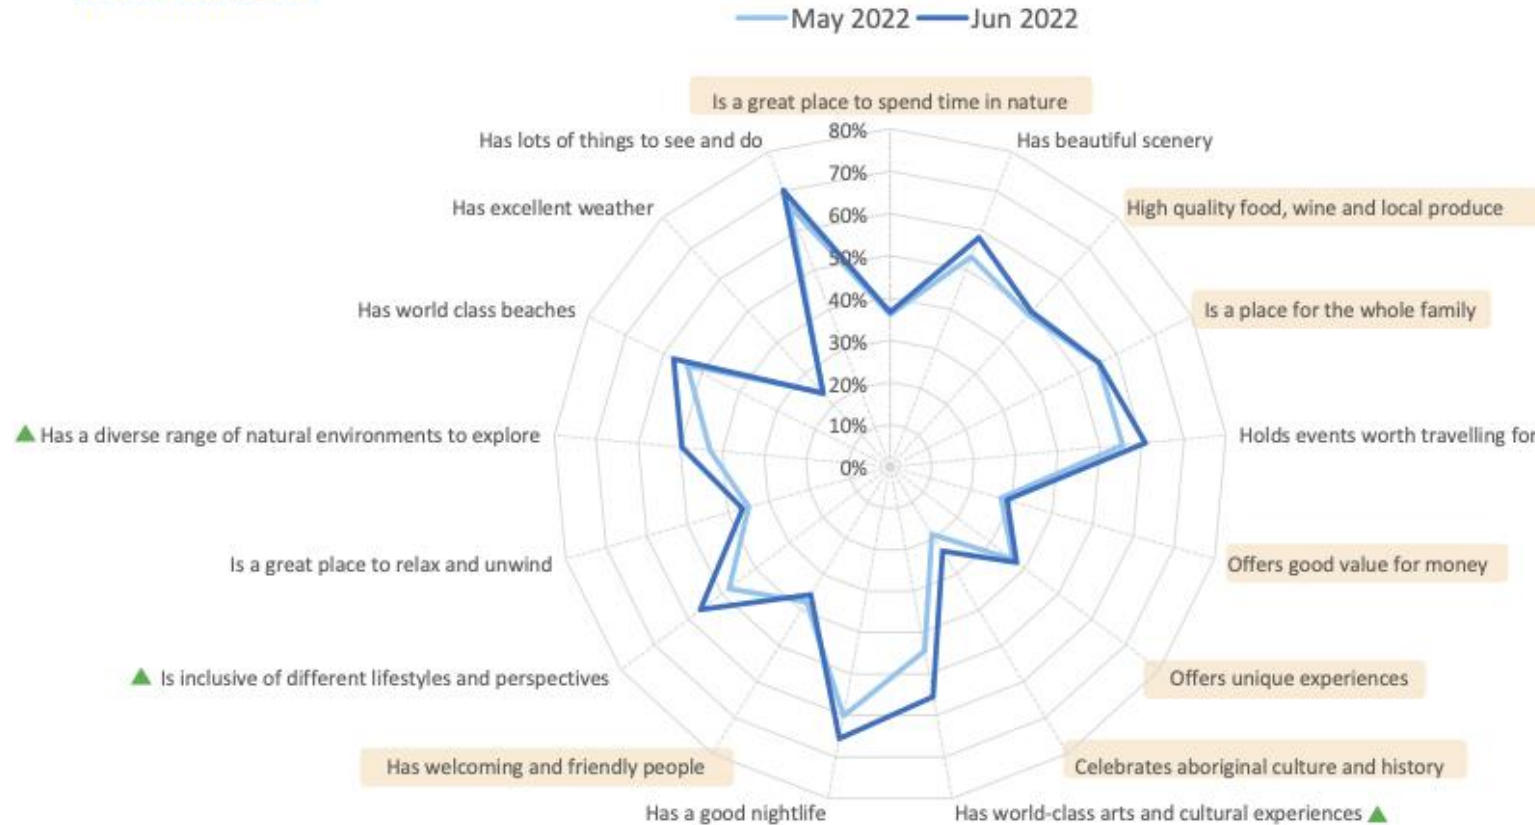 May 2022 Jun 2022
Is a great place to spend time in nature
Has lots of things to see and do
80%
Has beautiful scenery
70%
Has excellent weather
60%
High quality food, wine and local produce
50%
Has world class beaches
40%
Is a place for the whole family
30%
20%
Has a diverse range of natural environments to explore
10%
Holds events worth travelling for
0%
Is a great place to relax and unwind
Offers good value for money
Is inclusive of different lifestyles and perspectives
Offers unique experiences
Has welcoming and friendly people
Celebrates aboriginal culture and history
Has a good nightlife
Has world-class arts and cultural experiences